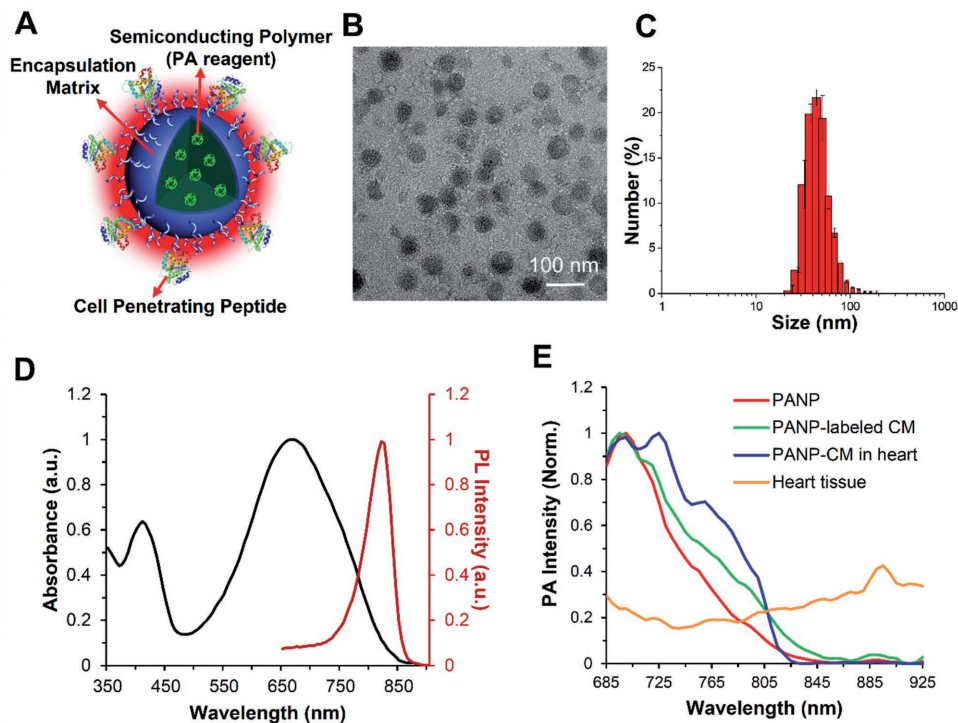 A
Semiconducting Polymer
(PA reagent)
Encapsulation
Matrix
Cell Penetrating Peptide
B
100 nm
C
25
20
15
10
5
0
Number (%)
1
10
100
1000
Size (nm)
D
1.2
1
0.8
0.6
0.4
0.2
0
Absorbance (a.u.)
1.2
1
0.8
0.6
0.4
0.2
0
PL Intensity
(a.u.)
350
450
550
650
750
850
Wavelength (nm)
E
1.2
1
0.8
0.6
0.4
0.2
0
PA Intensity (Norm.)
PANP
PANP-labeled CM
PANP-CM in heart
Heart tissue
685
725
765
805
845
885
925
Wavelength (nm)